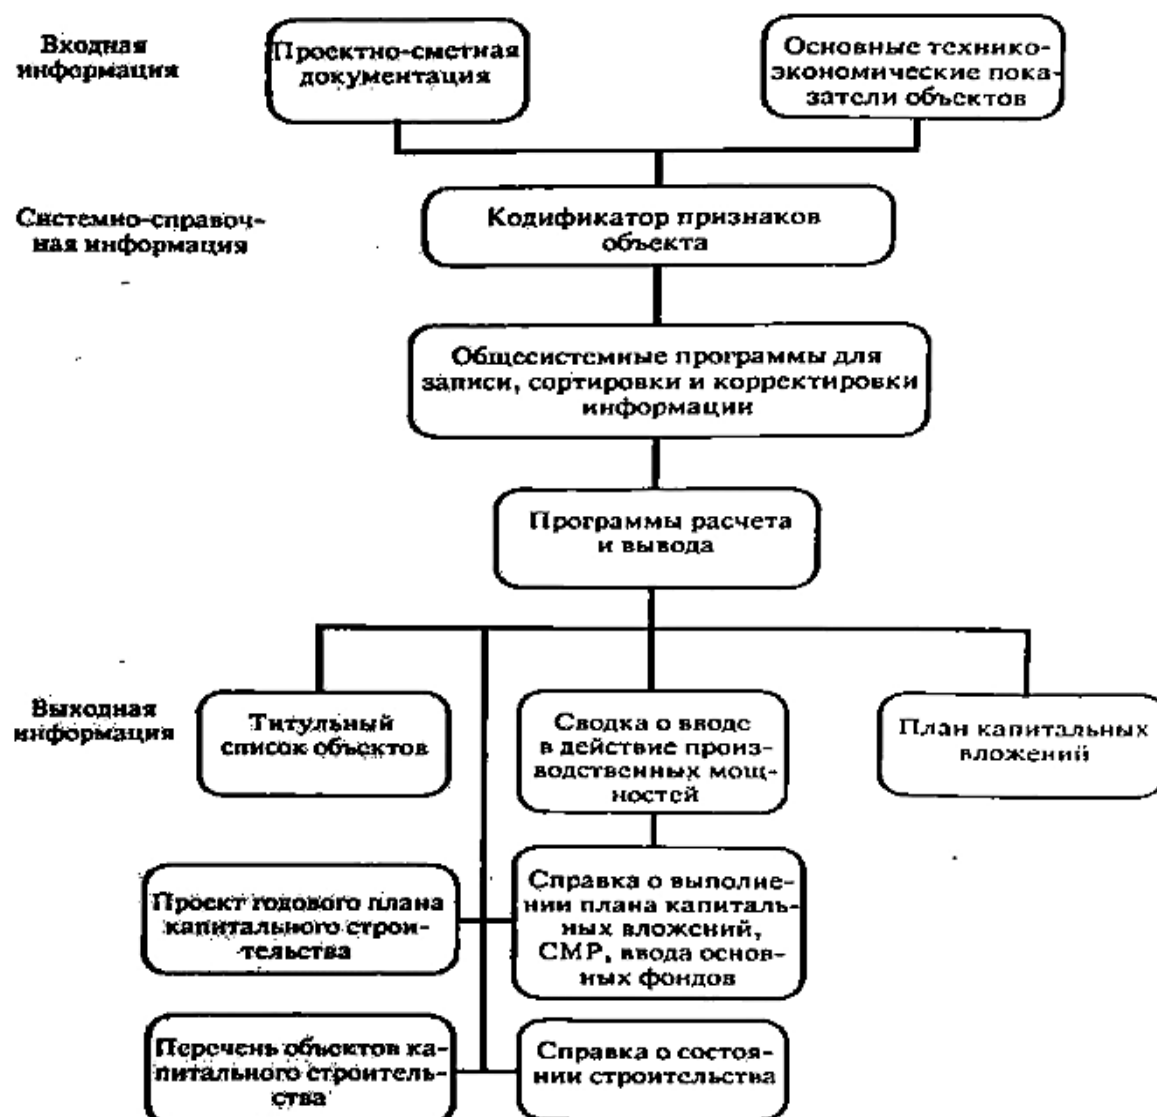 Входная
информация
Проектно-сметная
документация
Основные технико-
экономические пока-
затели объектов
Системно-справоч-
ная информация
Кодификатор признаков
объекта
Общесистемные программы для
записи, сортировки и корректировки
информации
Программы расчета
и вывода
Выходная
информация
Титульный
список объектов
Сводка о вводе
в действие произ-
водственных мощ-
ностей
План капитальных
вложений
Проект годового плана
капитального строи-
тельства
Справка о выполне-
нии плана капиталь-
ных вложений,
СМР, ввода основ-
ных фондов
Перечень объектов ка-
питального строитель-
ства
Справка о состоя-
нии строительства